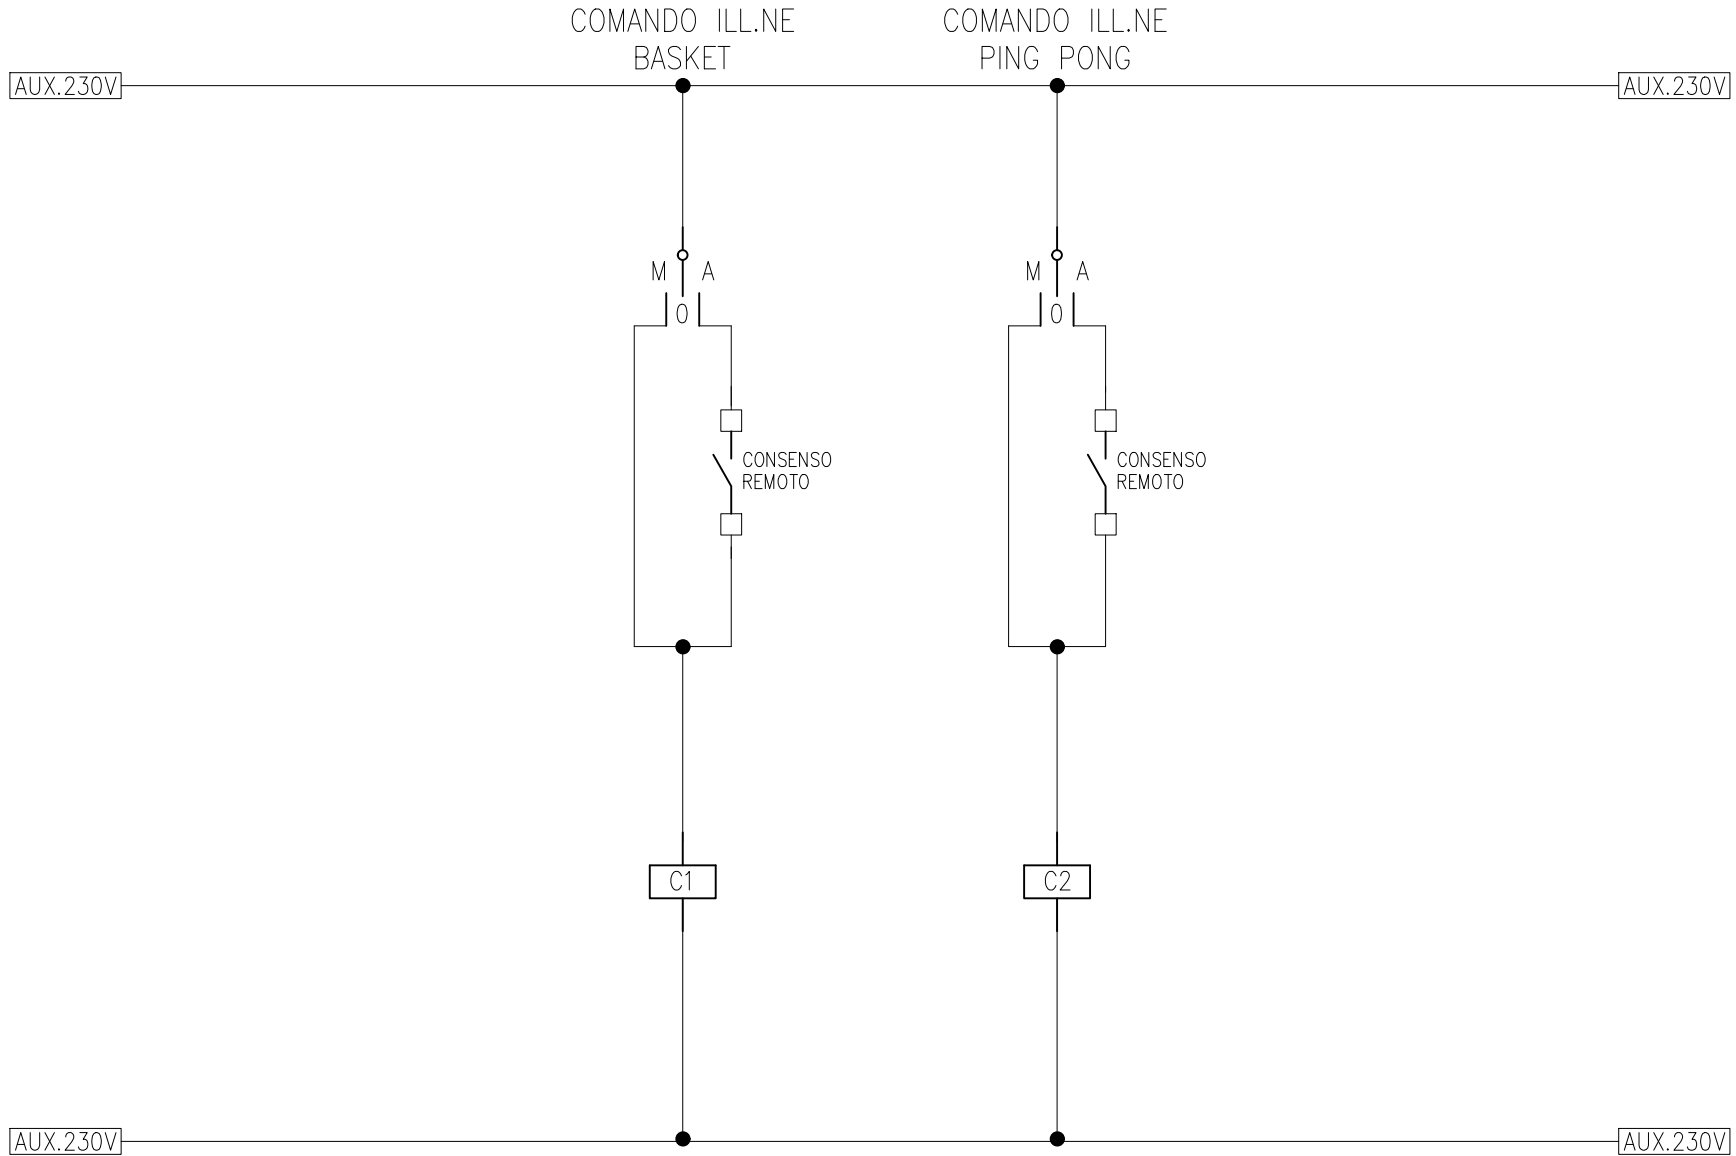 COMANDO ILL.NE
BASKET
COMANDO ILL.NE
PING PONG
AUX.230V
AUX.230V
M
A
0
M
A
0
CONSENSO
REMOTO
CONSENSO
REMOTO
C1
C2
AUX.230V
AUX.230V